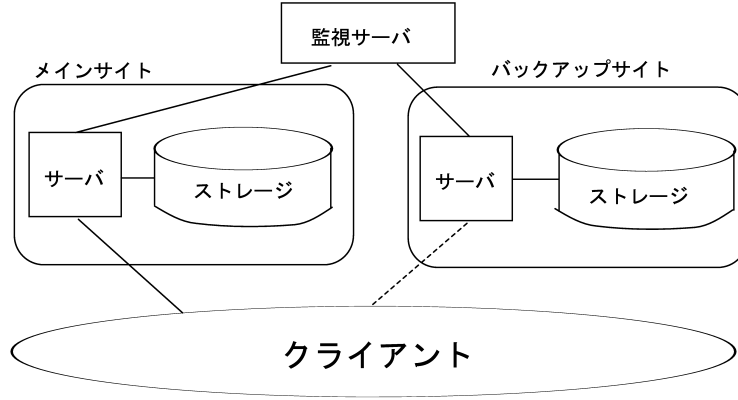 監視サーバ
メインサイト
バックアップサイト
サーバ
ストレージ
サーバ
ストレージ
クライアント